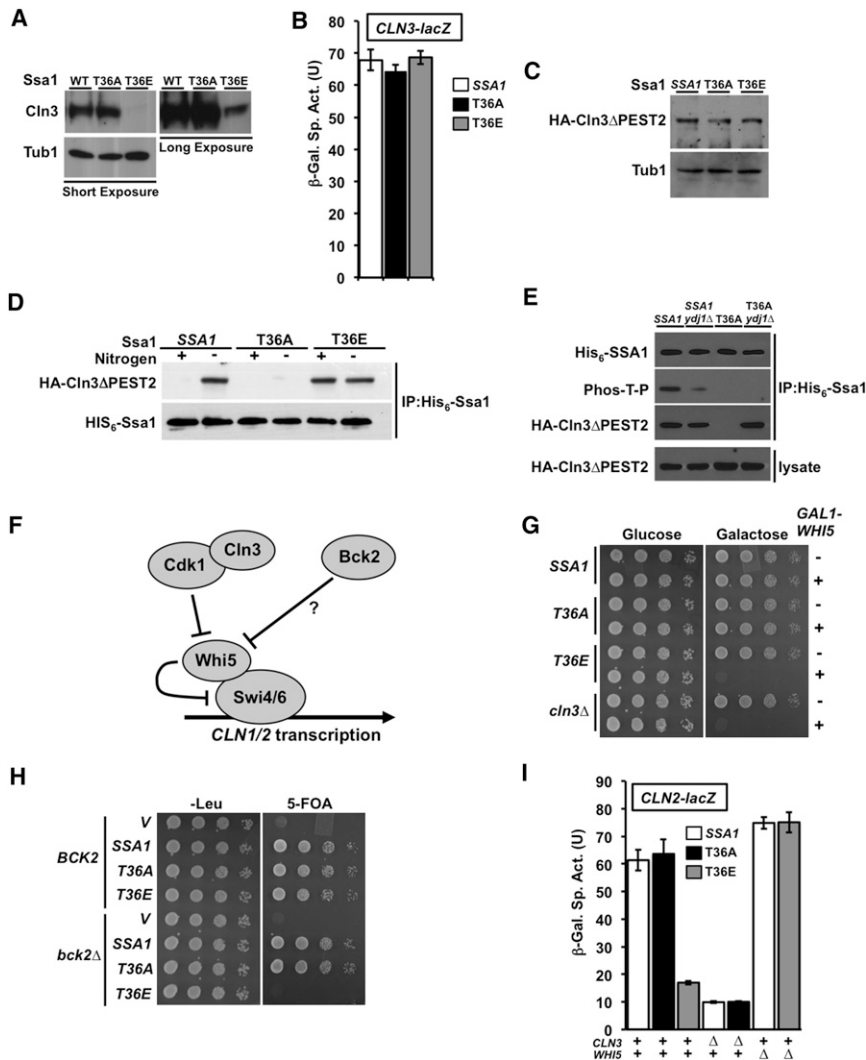 A
Ssa1 WT T36A T36E WT T36A T36E
Cln3
Tub1
Long Exposure
Short Exposure
B
CLN3-lacZ
β-Gal. Sp. Act. (U)
80
70
60
50
40
30
20
10
0
SSA1
T36A
T36E
C
Ssa1 SSA1 T36A T36E
HA-Cln3ΔPEST2
Tub1
D
Ssa1 SSA1 T36A T36E
Nitrogen + - + - + -
HA-Cln3ΔPEST2
HIS6-Ssa1
IP:His6-Ssa1
E
SSA1 SSA1 ydj1Δ T36A T36A ydj1Δ
His6-SSA1
Phos-T-P
HA-Cln3ΔPEST2
IP:His6-Ssa1
HA-Cln3ΔPEST2
lysate
F
Cdk1
Cln3
Bck2
?
Whi5
Swi4/6
CLN1/2 transcription
G
Glucose Galactose GAL1-WHI5
SSA1 -
+
T36A -
+
T36E -
+
cln3Δ -
+
H
-Leu 5-FOA
BCK2
V
SSA1
T36A
T36E
bck2Δ
V
SSA1
T36A
T36E
I
CLN2-lacZ
β-Gal. Sp. Act. (U)
90
80
70
60
50
40
30
20
10
0
SSA1
T36A
T36E
CLN3 + + + Δ Δ + +
WHI5 + + + + + Δ Δ